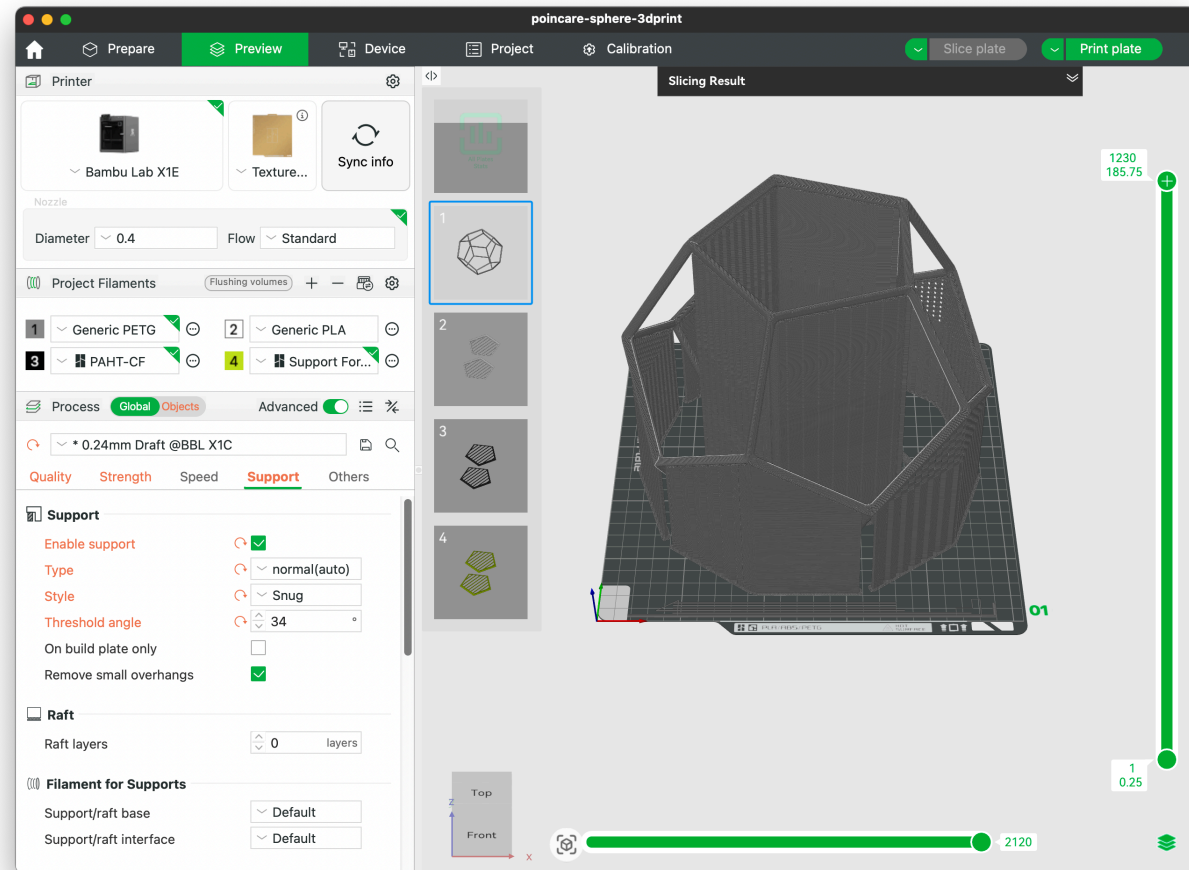 poincare-sphere-3dprint
Prepare
Preview
Device
Project
Calibration
Slice plate
Print plate
Printer
Slicing Result
Bambu Lab X1E
Texture...
Sync info
Nozzle
Diameter
0.4
Flow
Standard
Project Filaments
Flushing volumes
1
Generic PETG
2
Generic PLA
3
PAHT-CF
4
Support For...
Process
Global
Objects
Advanced
* 0.24mm Draft @BBL X1C
Quality
Strength
Speed
Support
Others
Support
Enable support
Type
normal(auto)
Style
Snug
Threshold angle
34
°
On build plate only
Remove small overhangs
Raft
Raft layers
0
layers
Filament for Supports
Support/raft base
Default
Support/raft interface
Default
1
2
3
4
1230
185.75
01
1
0.25
Top
Front
z
x
2120